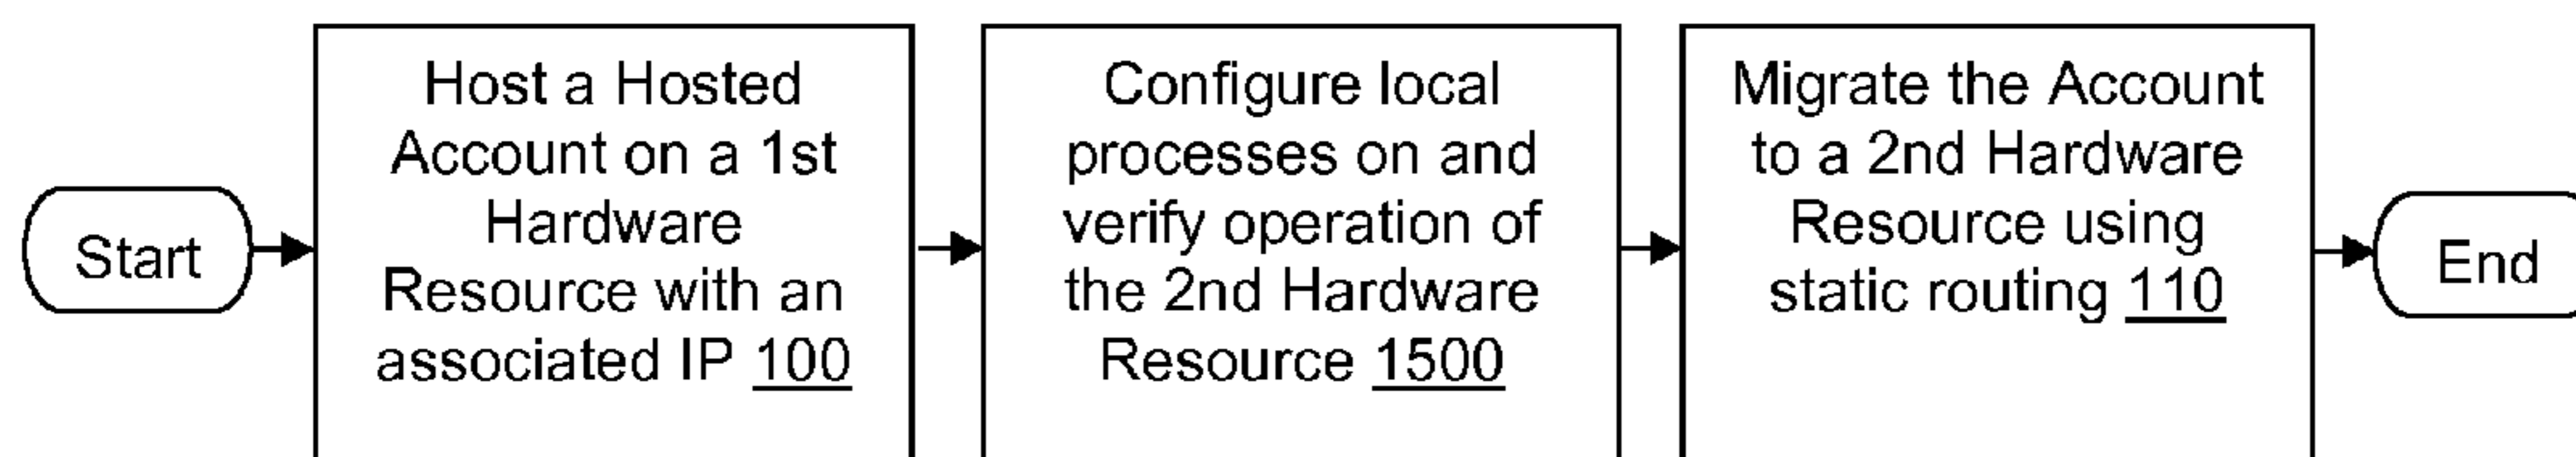 Start
Host a Hosted
Account on a 1st
Hardware
Resource with an
associated IP 100
Configure local
processes on and
verify operation of
the 2nd Hardware
Resource 1500
Migrate the Account
to a 2nd Hardware
Resource using
static routing 110
End